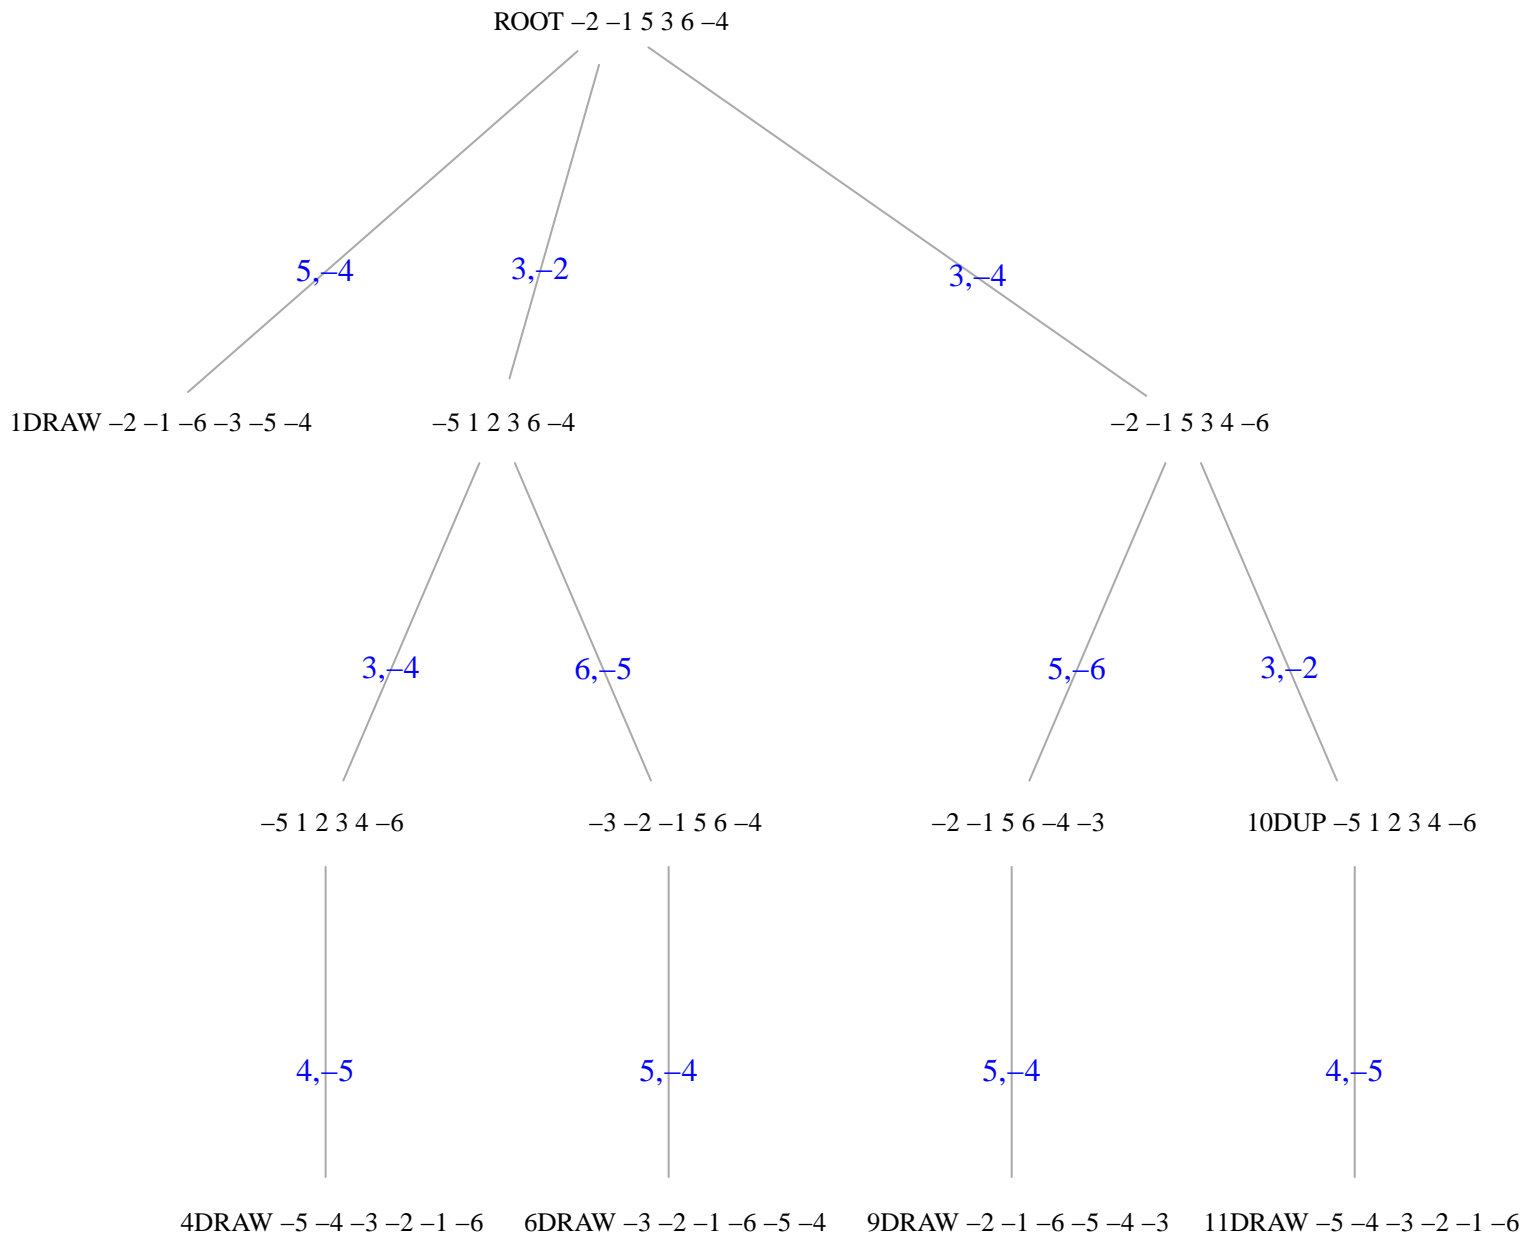 ROOT –2 –1 5 3 6 –4
5,–4
3,–2
3,–4
1DRAW –2 –1 –6 –3 –5 –4
–5 1 2 3 6 –4
–2 –1 5 3 4 –6
3,–4
6,–5
5,–6
3,–2
–5 1 2 3 4 –6
–3 –2 –1 5 6 –4
–2 –1 5 6 –4 –3
10DUP –5 1 2 3 4 –6
4,–5
5,–4
5,–4
4,–5
4DRAW –5 –4 –3 –2 –1 –6
6DRAW –3 –2 –1 –6 –5 –4
9DRAW –2 –1 –6 –5 –4 –3
11DRAW –5 –4 –3 –2 –1 –6